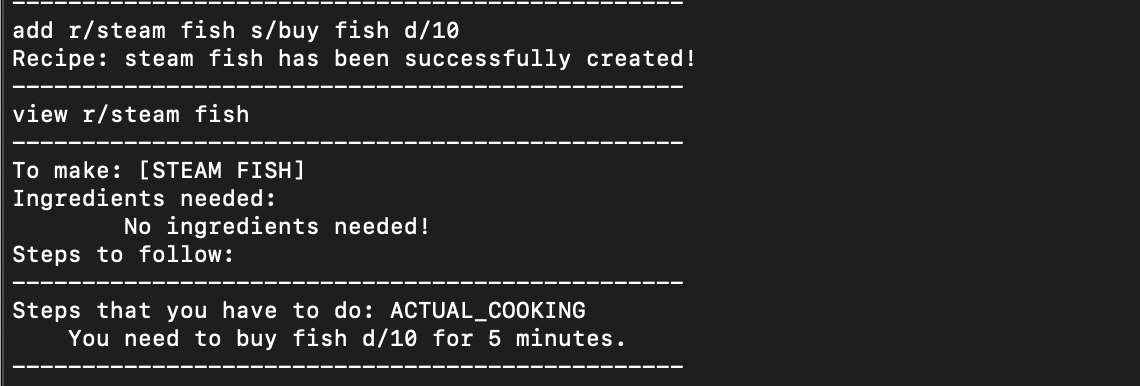 ------------------------------------------------
add r/steam fish s/buy fish d/10
Recipe: steam fish has been successfully created!
------------------------------------------------
view r/steam fish
------------------------------------------------
To make: [STEAM FISH]
Ingredients needed:
        No ingredients needed!
Steps to follow:
------------------------------------------------
Steps that you have to do: ACTUAL_COOKING
    You need to buy fish d/10 for 5 minutes.
------------------------------------------------